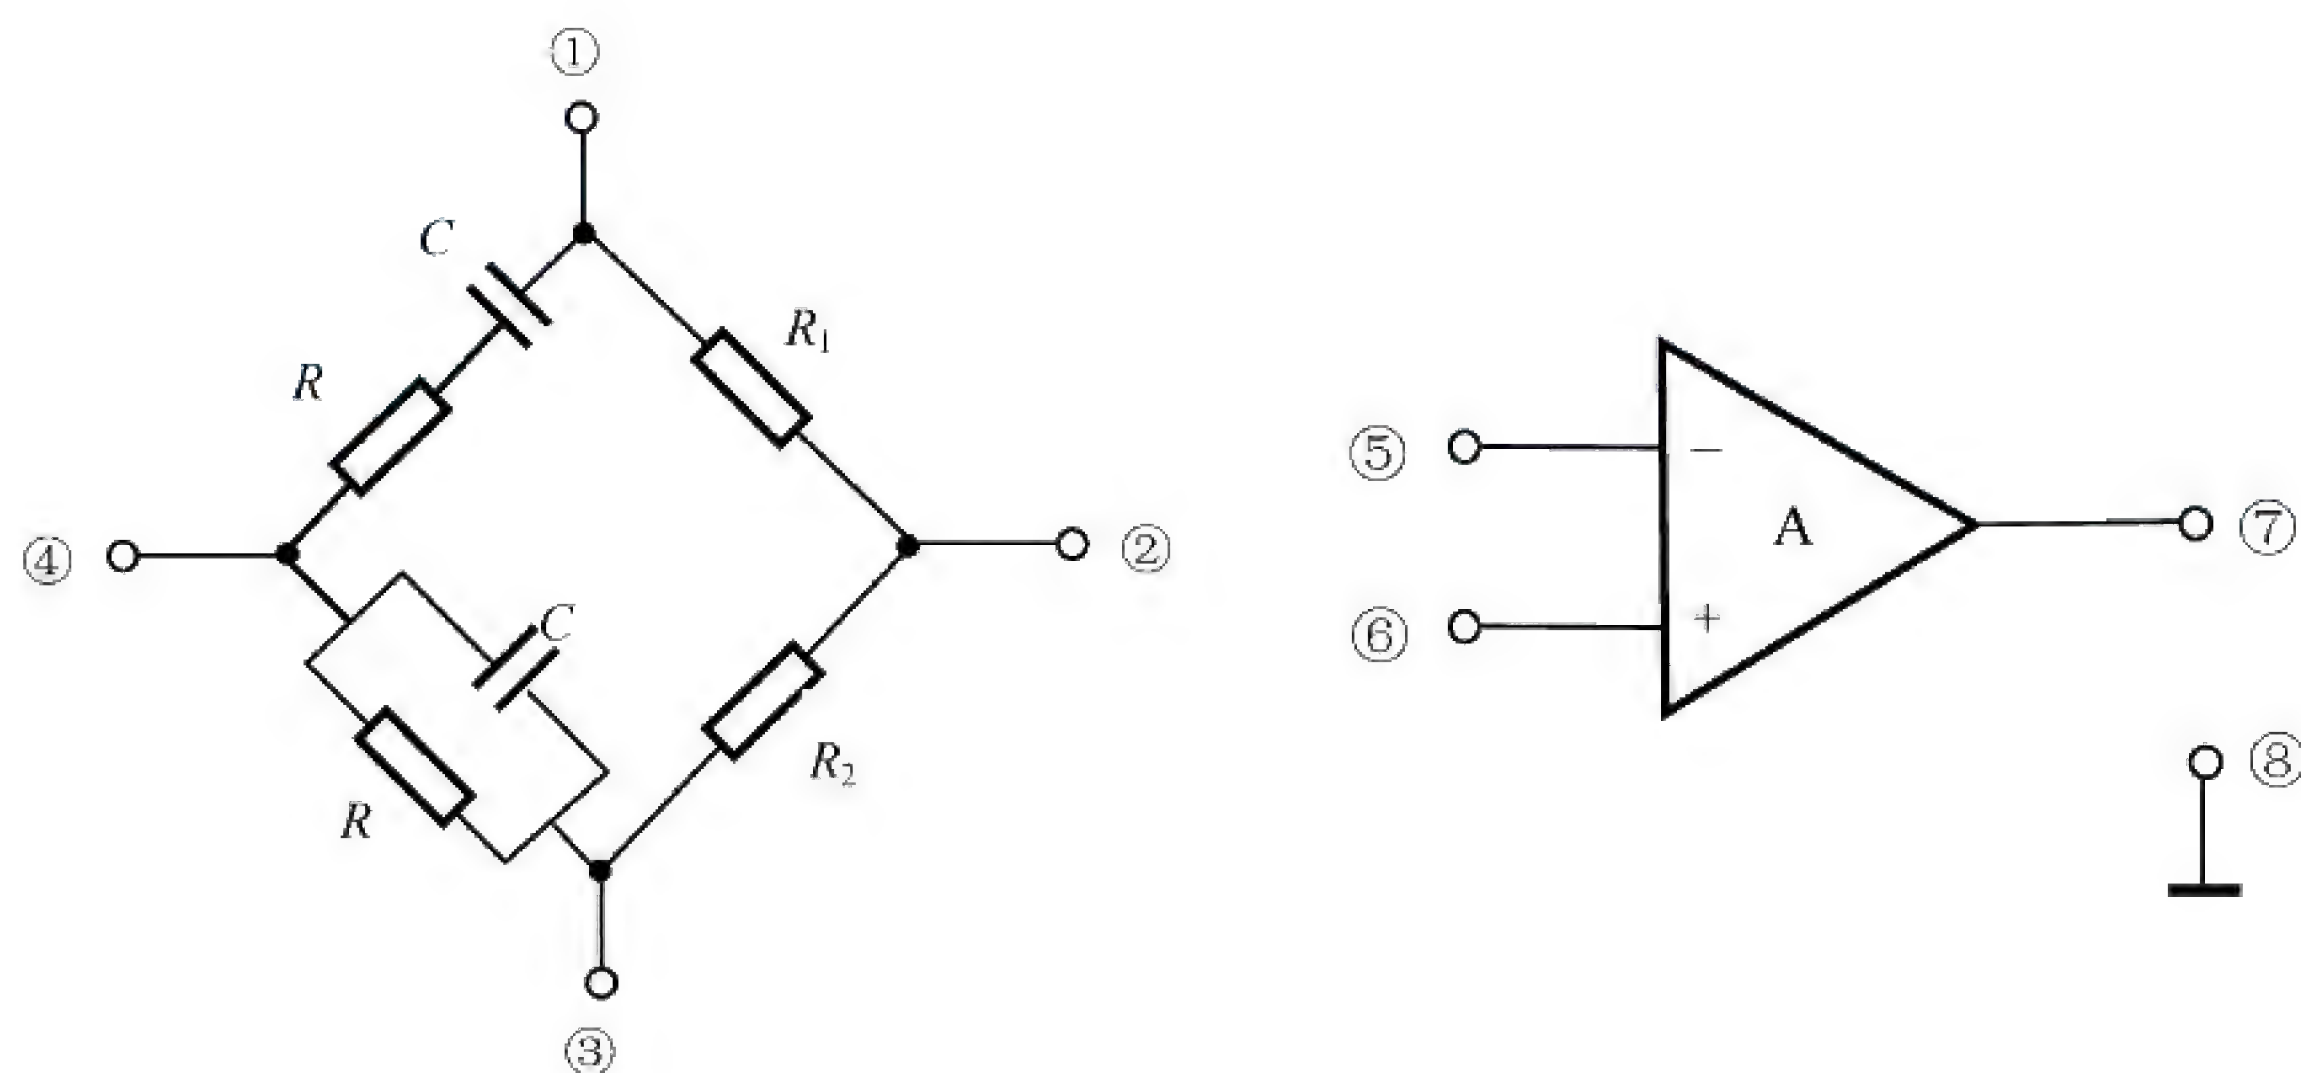 ①
C
R₁
R
④
②
C
R₂
R
③
⑤
−
A
⑦
⑥
+
⑧